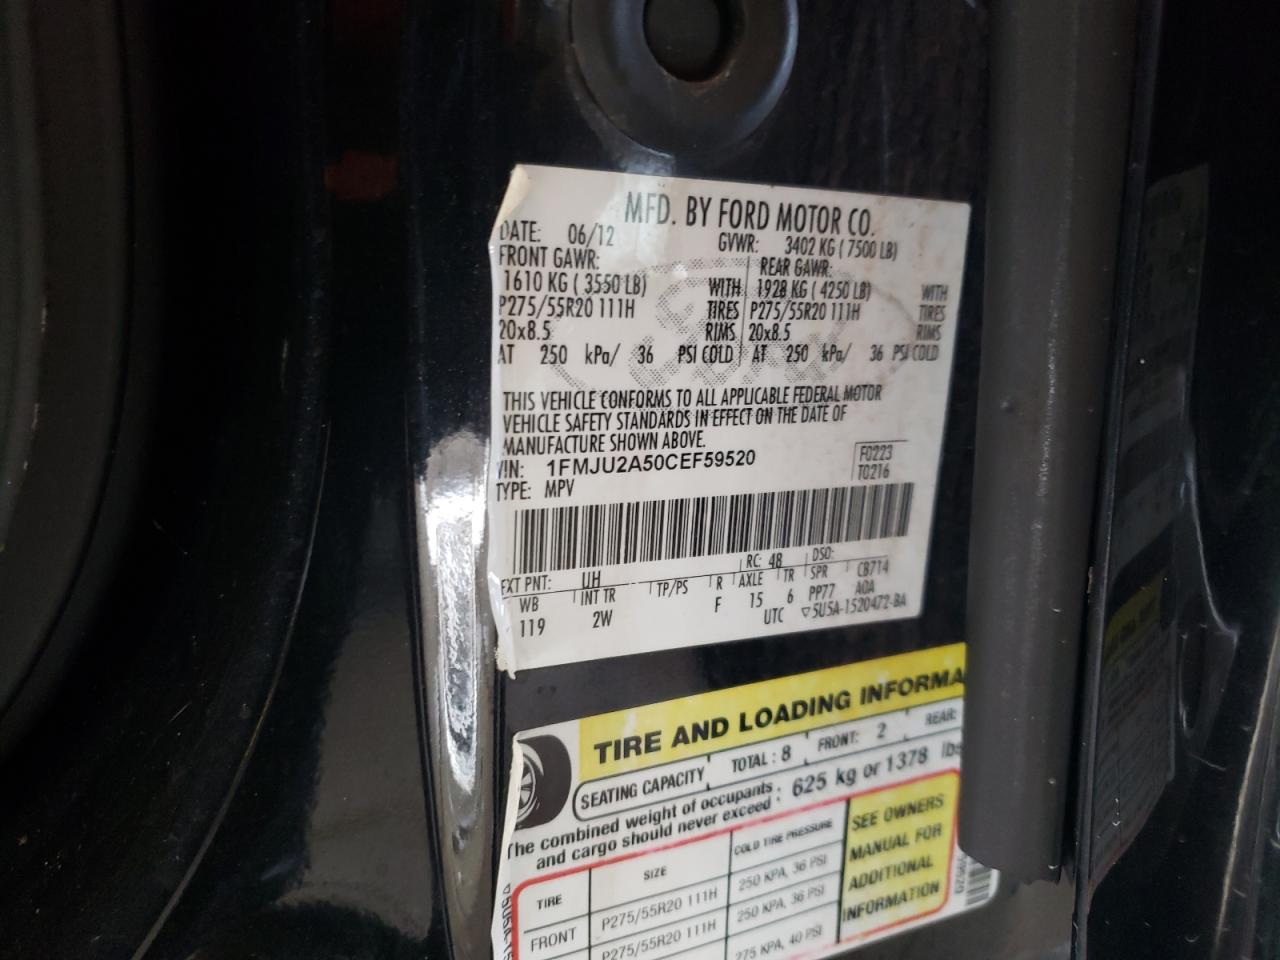 MFD. BY FORD MOTOR CO.
DATE: 06/12 GVWR: 3402 KG ( 7500 LB)
FRONT GAWR: REAR GAWR:
1610 KG ( 3550 LB) WITH 1928 KG ( 4250 LB) WITH
P275/55R20 111H TIRES P275/55R20 111H TIRES
20x8.5 RIMS 20x8.5 RIMS
AT 250 kPa/ 36 PSI COLD AT 250 kPa/ 36 PSI COLD
THIS VEHICLE CONFORMS TO ALL APPLICABLE FEDERAL MOTOR
VEHICLE SAFETY STANDARDS IN EFFECT ON THE DATE OF
MANUFACTURE SHOWN ABOVE.
VIN: 1FMJU2A50CEF59520 F0223
TYPE: MPV T0216
EXT PNT: UH RC: 48 DSO:
WB INT TR TP/PS R AXLE TR SPR CB714
119 2W F 15 6 PP77 AOA
UTC ▽5U5A-1520472-BA
TIRE AND LOADING INFORMA
SEATING CAPACITY TOTAL : 8 FRONT: 2 REAR:
The combined weight of occupants : 625 kg or 1378 lbs
and cargo should never exceed
TIRE SIZE COLD TIRE PRESSURE SEE OWNERS
FRONT P275/55R20 111H 250 KPA, 36 PSI MANUAL FOR
P275/55R20 111H 250 KPA, 36 PSI ADDITIONAL
275 KPA, 40 PSI INFORMATION